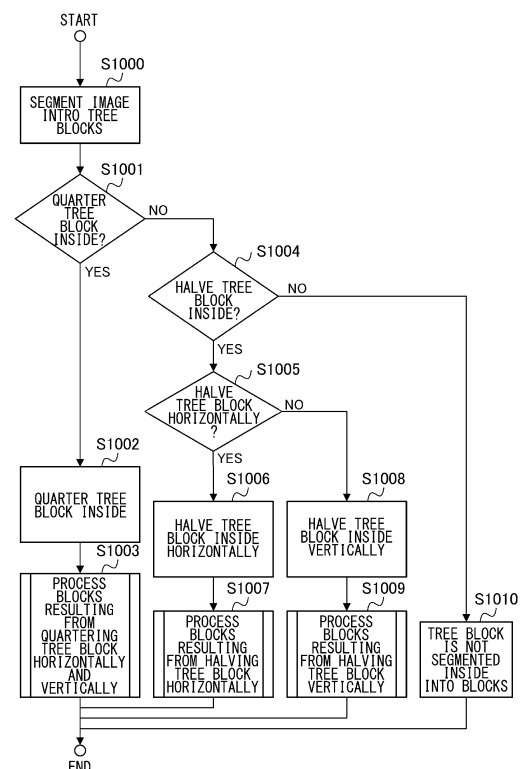 START
S1000
SEGMENT IMAGE
INTRO TREE
BLOCKS
S1001
QUARTER
TREE
BLOCK
INSIDE?
NO
YES
S1004
HALVE TREE
BLOCK
INSIDE?
NO
YES
S1005
HALVE
TREE BLOCK
HORIZONTALLY
?
NO
YES
S1002
QUARTER TREE
BLOCK INSIDE
S1006
HALVE TREE
BLOCK INSIDE
HORIZONTALLY
S1008
HALVE TREE
BLOCK INSIDE
VERTICALLY
S1003
PROCESS
BLOCKS
RESULTING
FROM
QUARTERING
TREE BLOCK
HORIZONTALLY
AND
VERTICALLY
S1007
PROCESS
BLOCKS
RESULTING
FROM HALVING
TREE BLOCK
HORIZONTALLY
S1009
PROCESS
BLOCKS
RESULTING
FROM HALVING
TREE BLOCK
VERTICALLY
S1010
TREE BLOCK
IS NOT
SEGMENTED
INSIDE
INTO BLOCKS
END